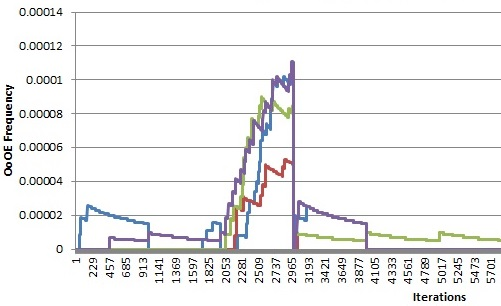 0.00014
0.00012
0.0001
0.00008
0.00006
0.00004
0.00002
0
OoOE Frequency
1 229 457 685 913 1141 1369 1597 1825 2053 2281 2509 2737 2965 3193 3421 3649 3877 4105 4333 4561 4789 5017 5245 5473 5701
Iterations